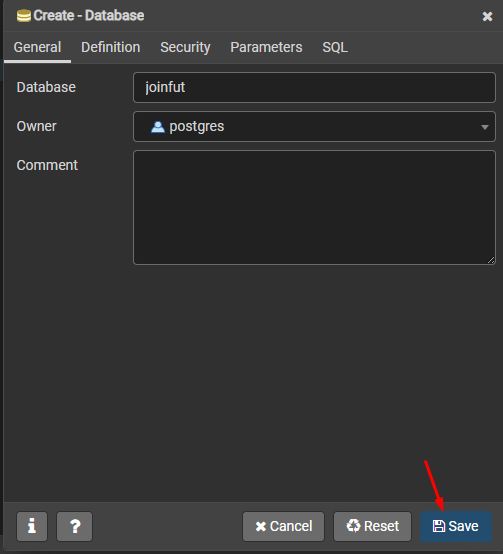 Create - Database
General Definition Security Parameters SQL
Database joinfut
Owner postgres
Comment
i ? Cancel Reset Save